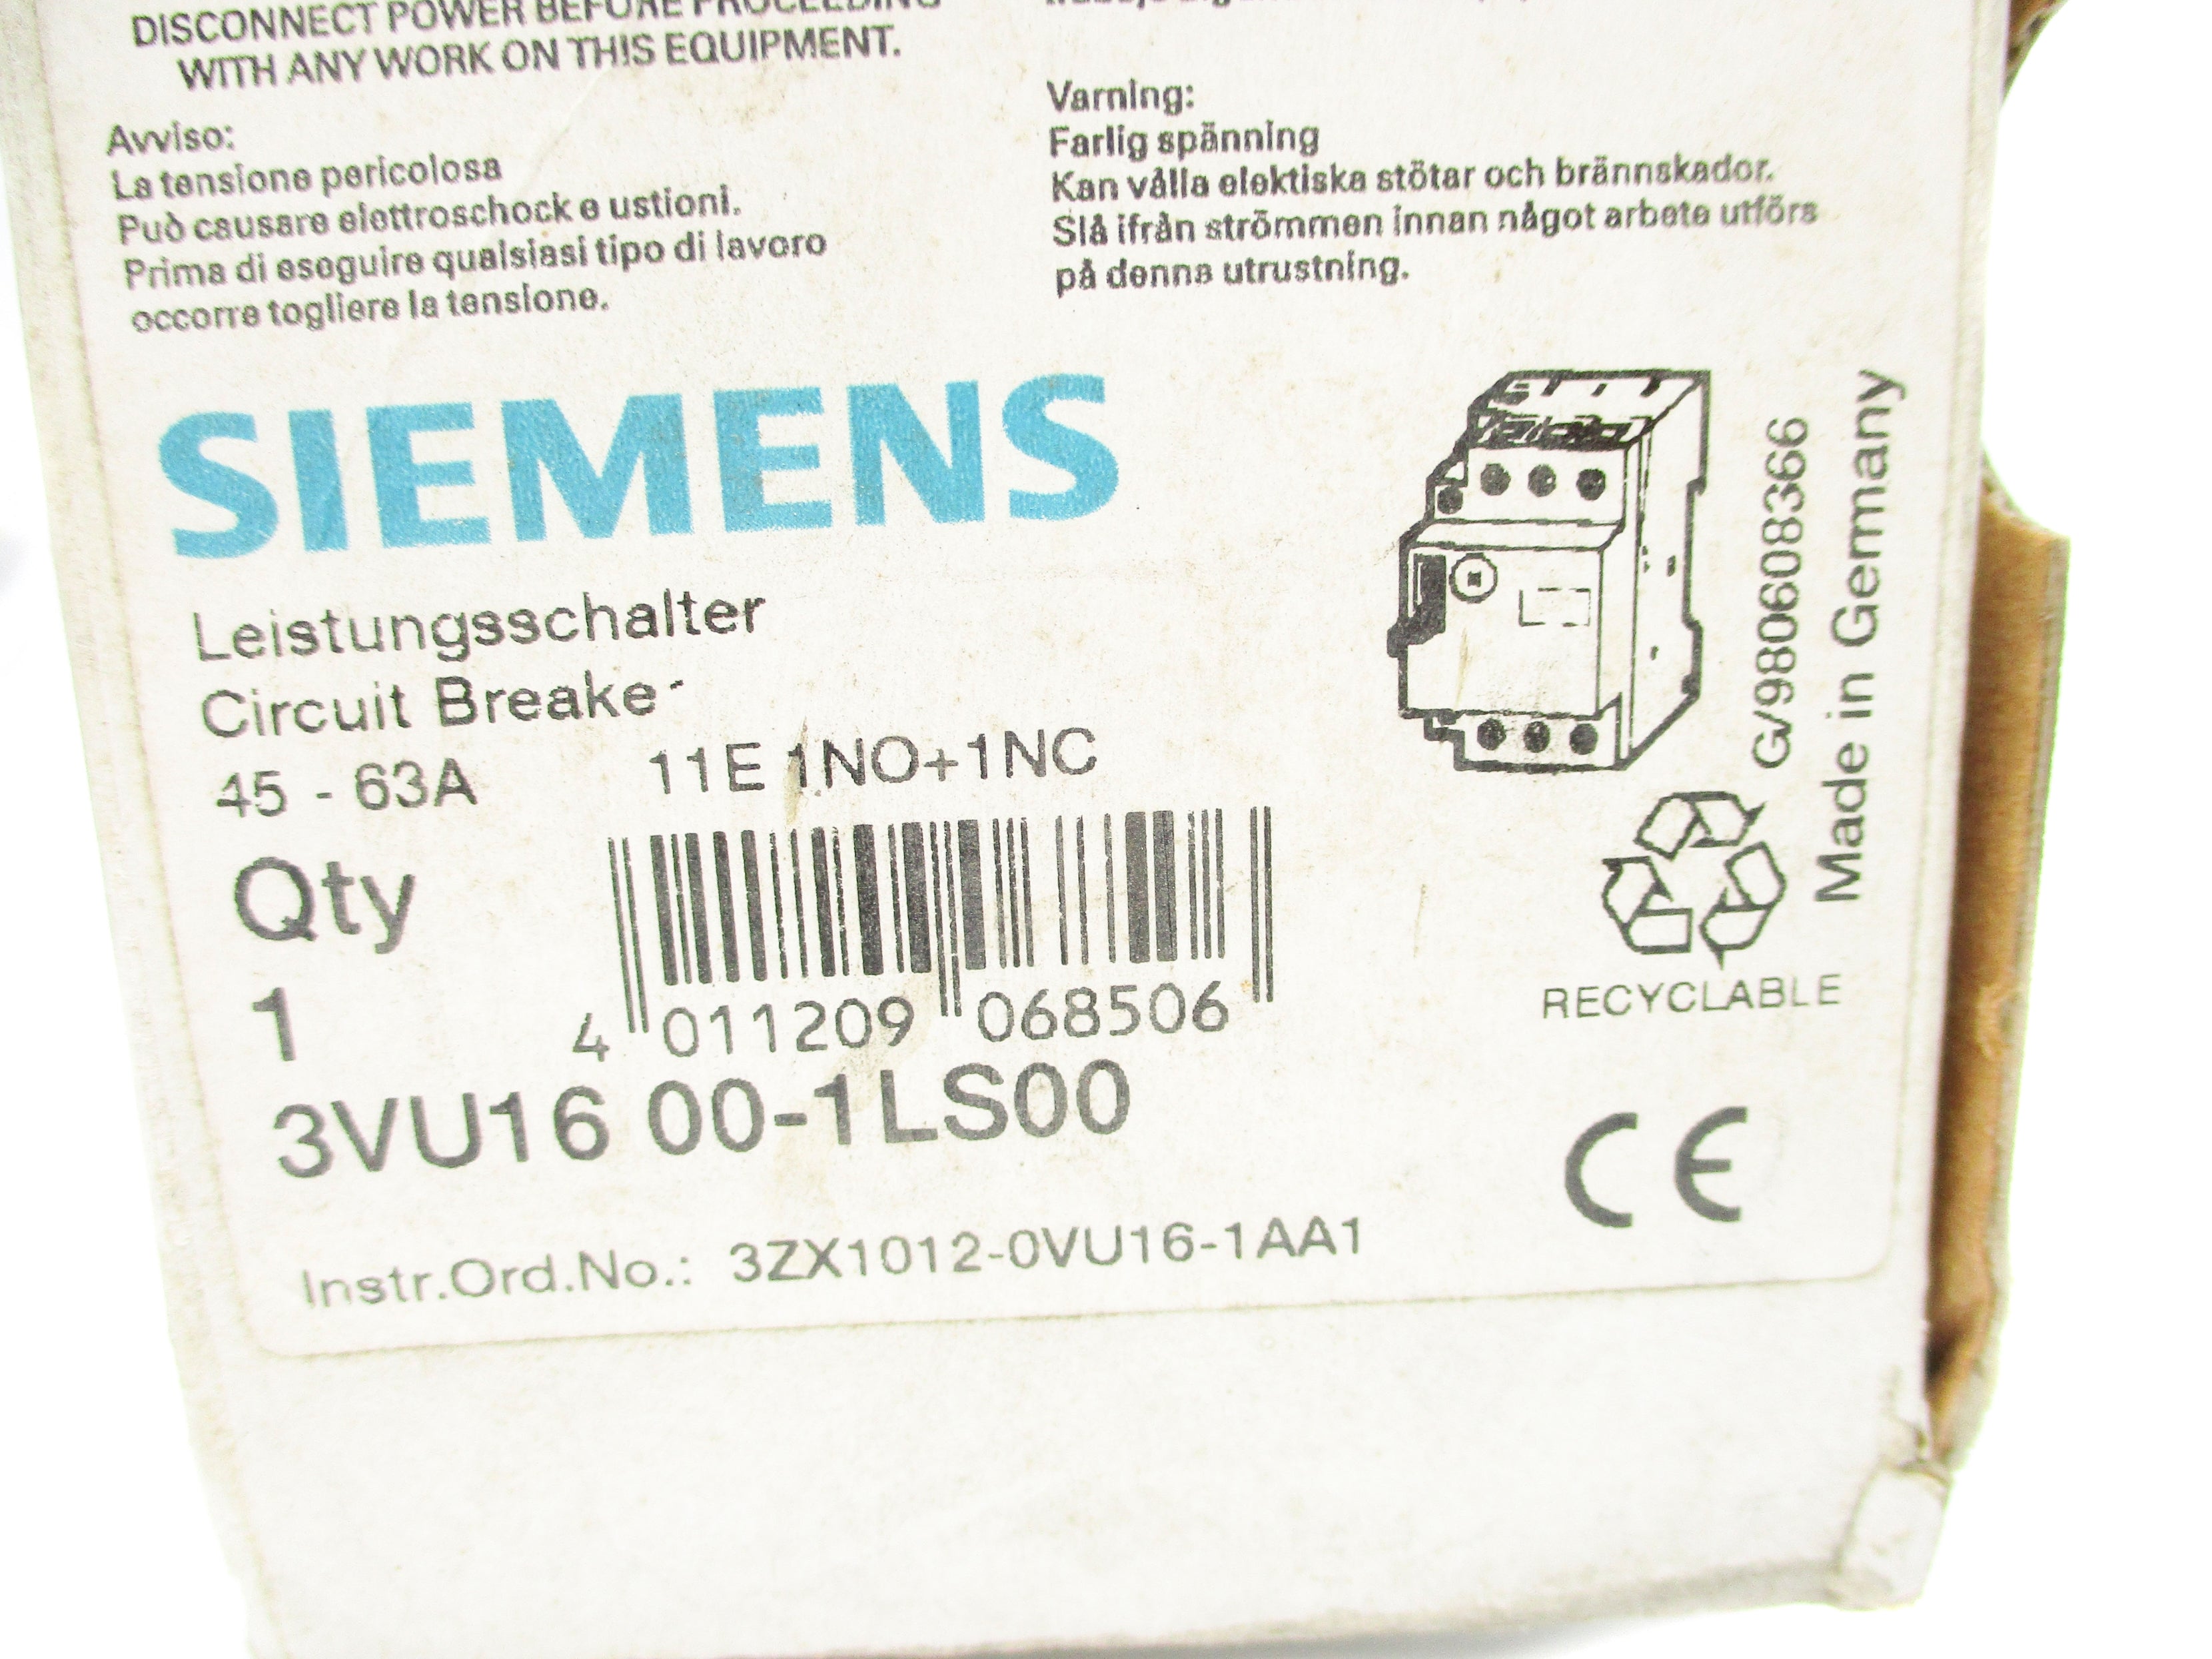 DISCONNECT POWER BEFORE PROCEEDING
WITH ANY WORK ON THIS EQUIPMENT.
Avviso:
La tensione pericolosa
Può causare elettroschock e ustioni.
Prima di eseguire qualsiasi tipo di lavoro
occorre togliere la tensione.
Varning:
Farlig spänning
Kan vålla elektiska stötar och brännskador.
Slå ifrån strömmen innan något arbete utförs
på denna utrustning.
SIEMENS
Leistungsschalter
Circuit Breaker
45 - 63A 11E 1NO+1NC
Qty
1
4 011209 068506
3VU16 00-1LS00
Instr.Ord.No.: 3ZX1012-0VU16-1AA1
G/980608366
Made in Germany
RECYCLABLE
CE